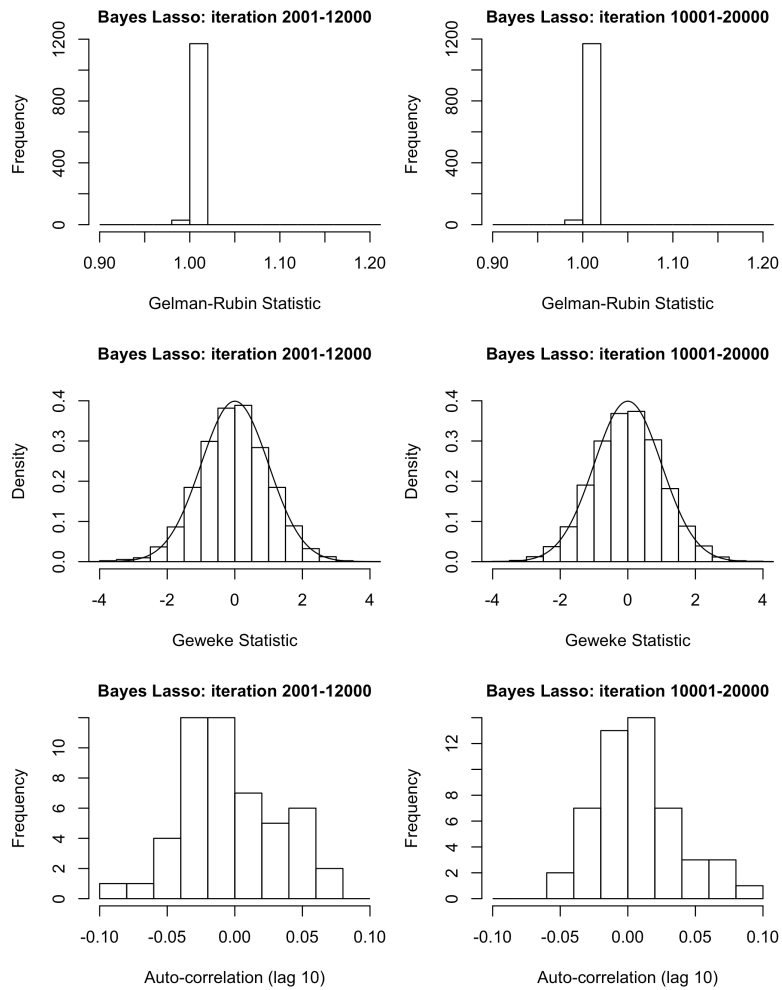 Bayes Lasso: iteration 2001-12000
Frequency
0 400 800 1200
0.90 1.00 1.10 1.20
Gelman-Rubin Statistic
Bayes Lasso: iteration 10001-20000
Frequency
0 400 800 1200
0.90 1.00 1.10 1.20
Gelman-Rubin Statistic
Bayes Lasso: iteration 2001-12000
Density
0.0 0.1 0.2 0.3 0.4
-4 -2 0 2 4
Geweke Statistic
Bayes Lasso: iteration 10001-20000
Density
0.0 0.1 0.2 0.3 0.4
-4 -2 0 2 4
Geweke Statistic
Bayes Lasso: iteration 2001-12000
Frequency
0 2 4 6 8 10
-0.10 -0.05 0.00 0.05 0.10
Auto-correlation (lag 10)
Bayes Lasso: iteration 10001-20000
Frequency
0 2 4 6 8 12
-0.10 -0.05 0.00 0.05 0.10
Auto-correlation (lag 10)